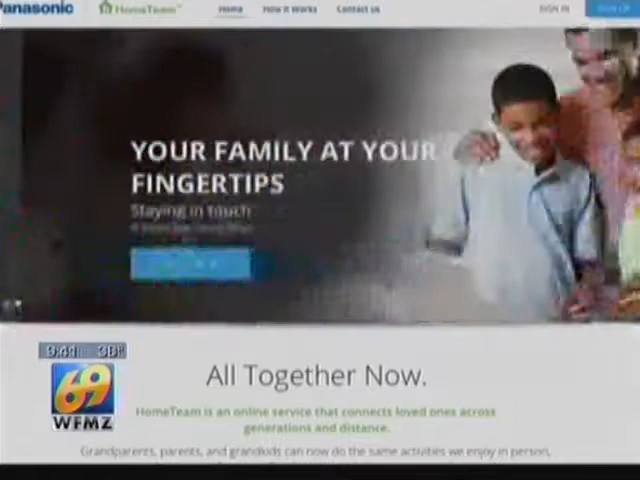 Panasonic HomeTeam Home How it Works Contact us SIGN IN
YOUR FAMILY AT YOUR
FINGERTIPS
Staying in touch
All Together Now.
9:41 38°
69
WFMZ
HomeTeam is an online service that connects loved ones across
generations and distance.
Grandparents, parents, and grandkids can now do the same activities we enjoy in person,